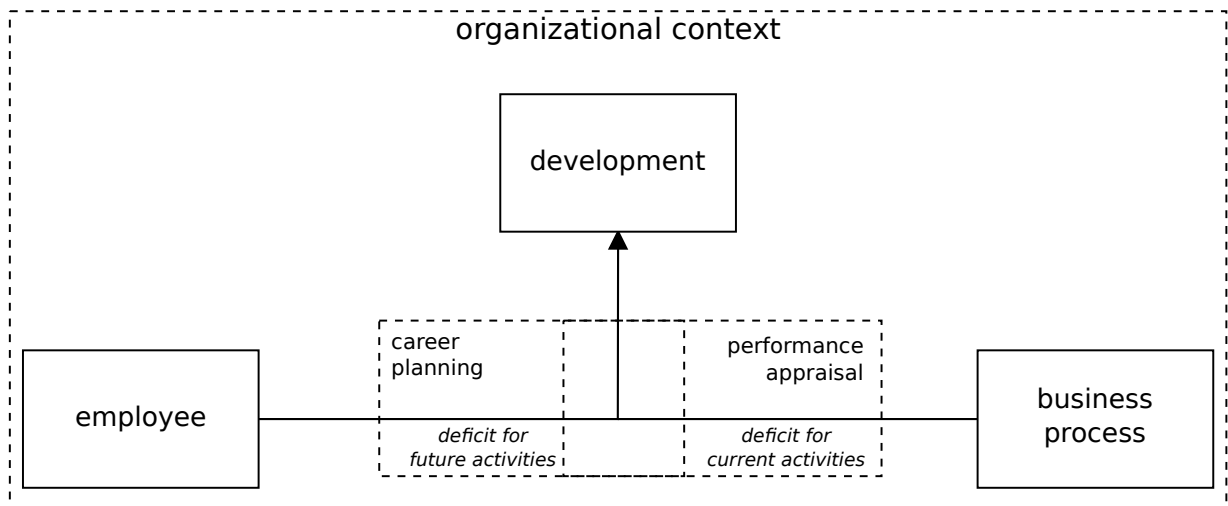 organizational context
development
career
planning
performance
appraisal
employee
business
process
deficit for
future activities
deficit for
current activities